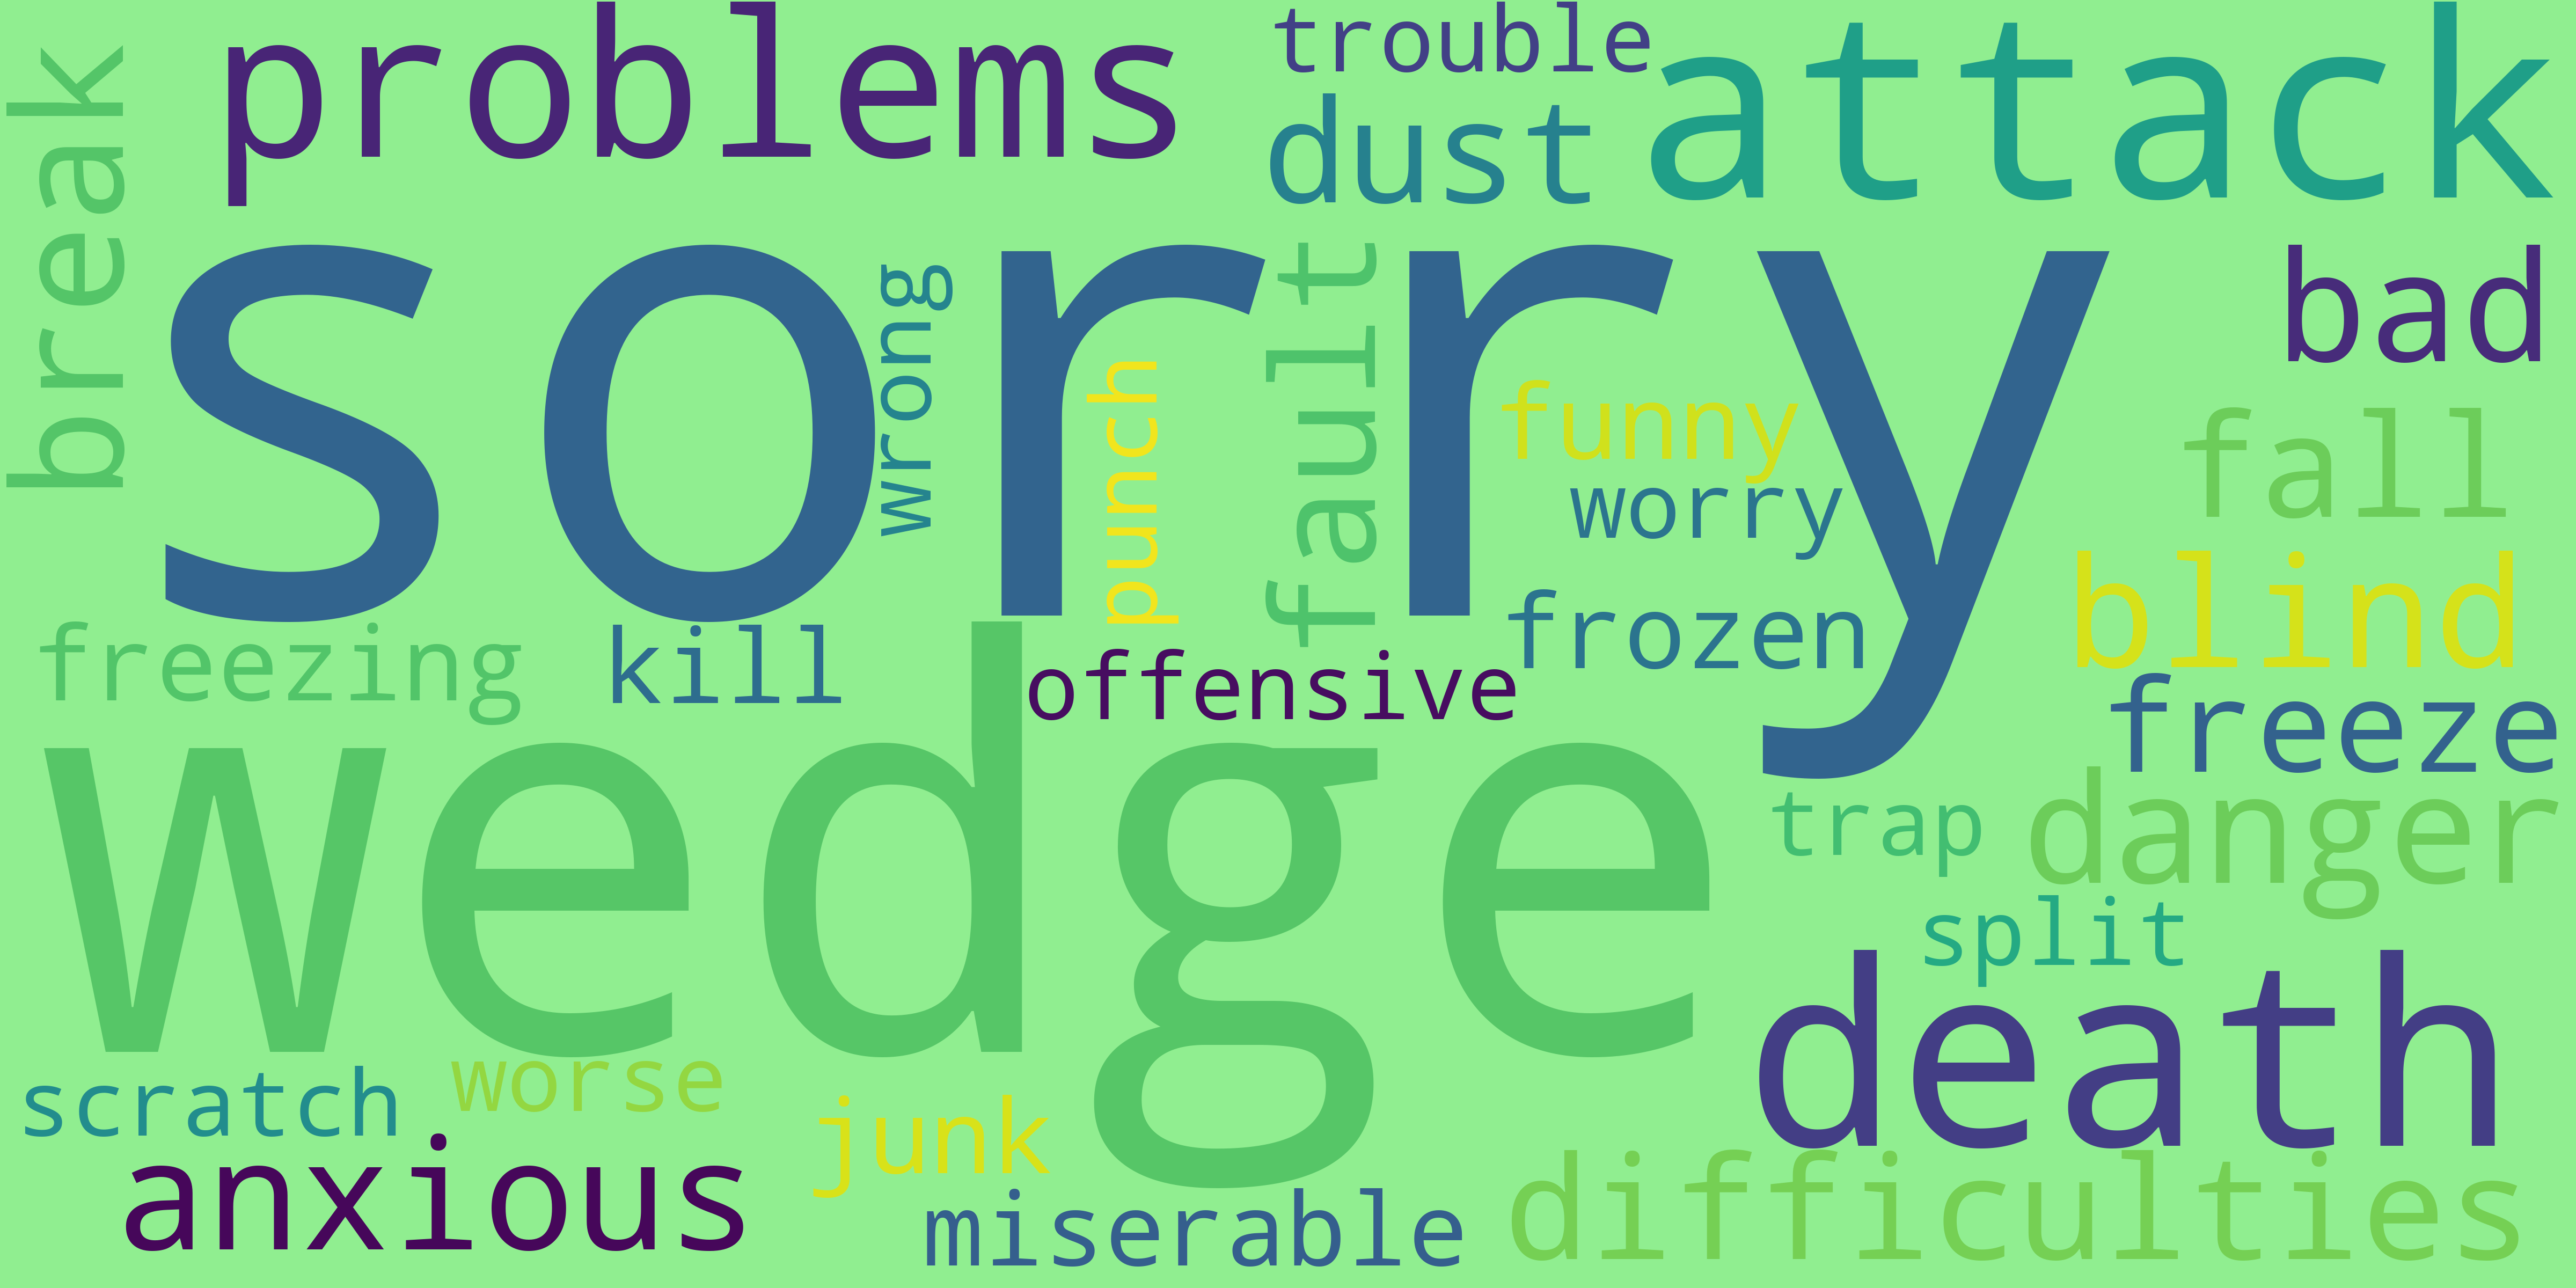 problems
trouble
attack
break
dust
sorry
wrong
punch
fault
funny
worry
bad
fall
blind
frozen
freezing
kill
offensive
freeze
wedge
trap
danger
split
death
scratch
worse
junk
anxious
miserable
difficulties